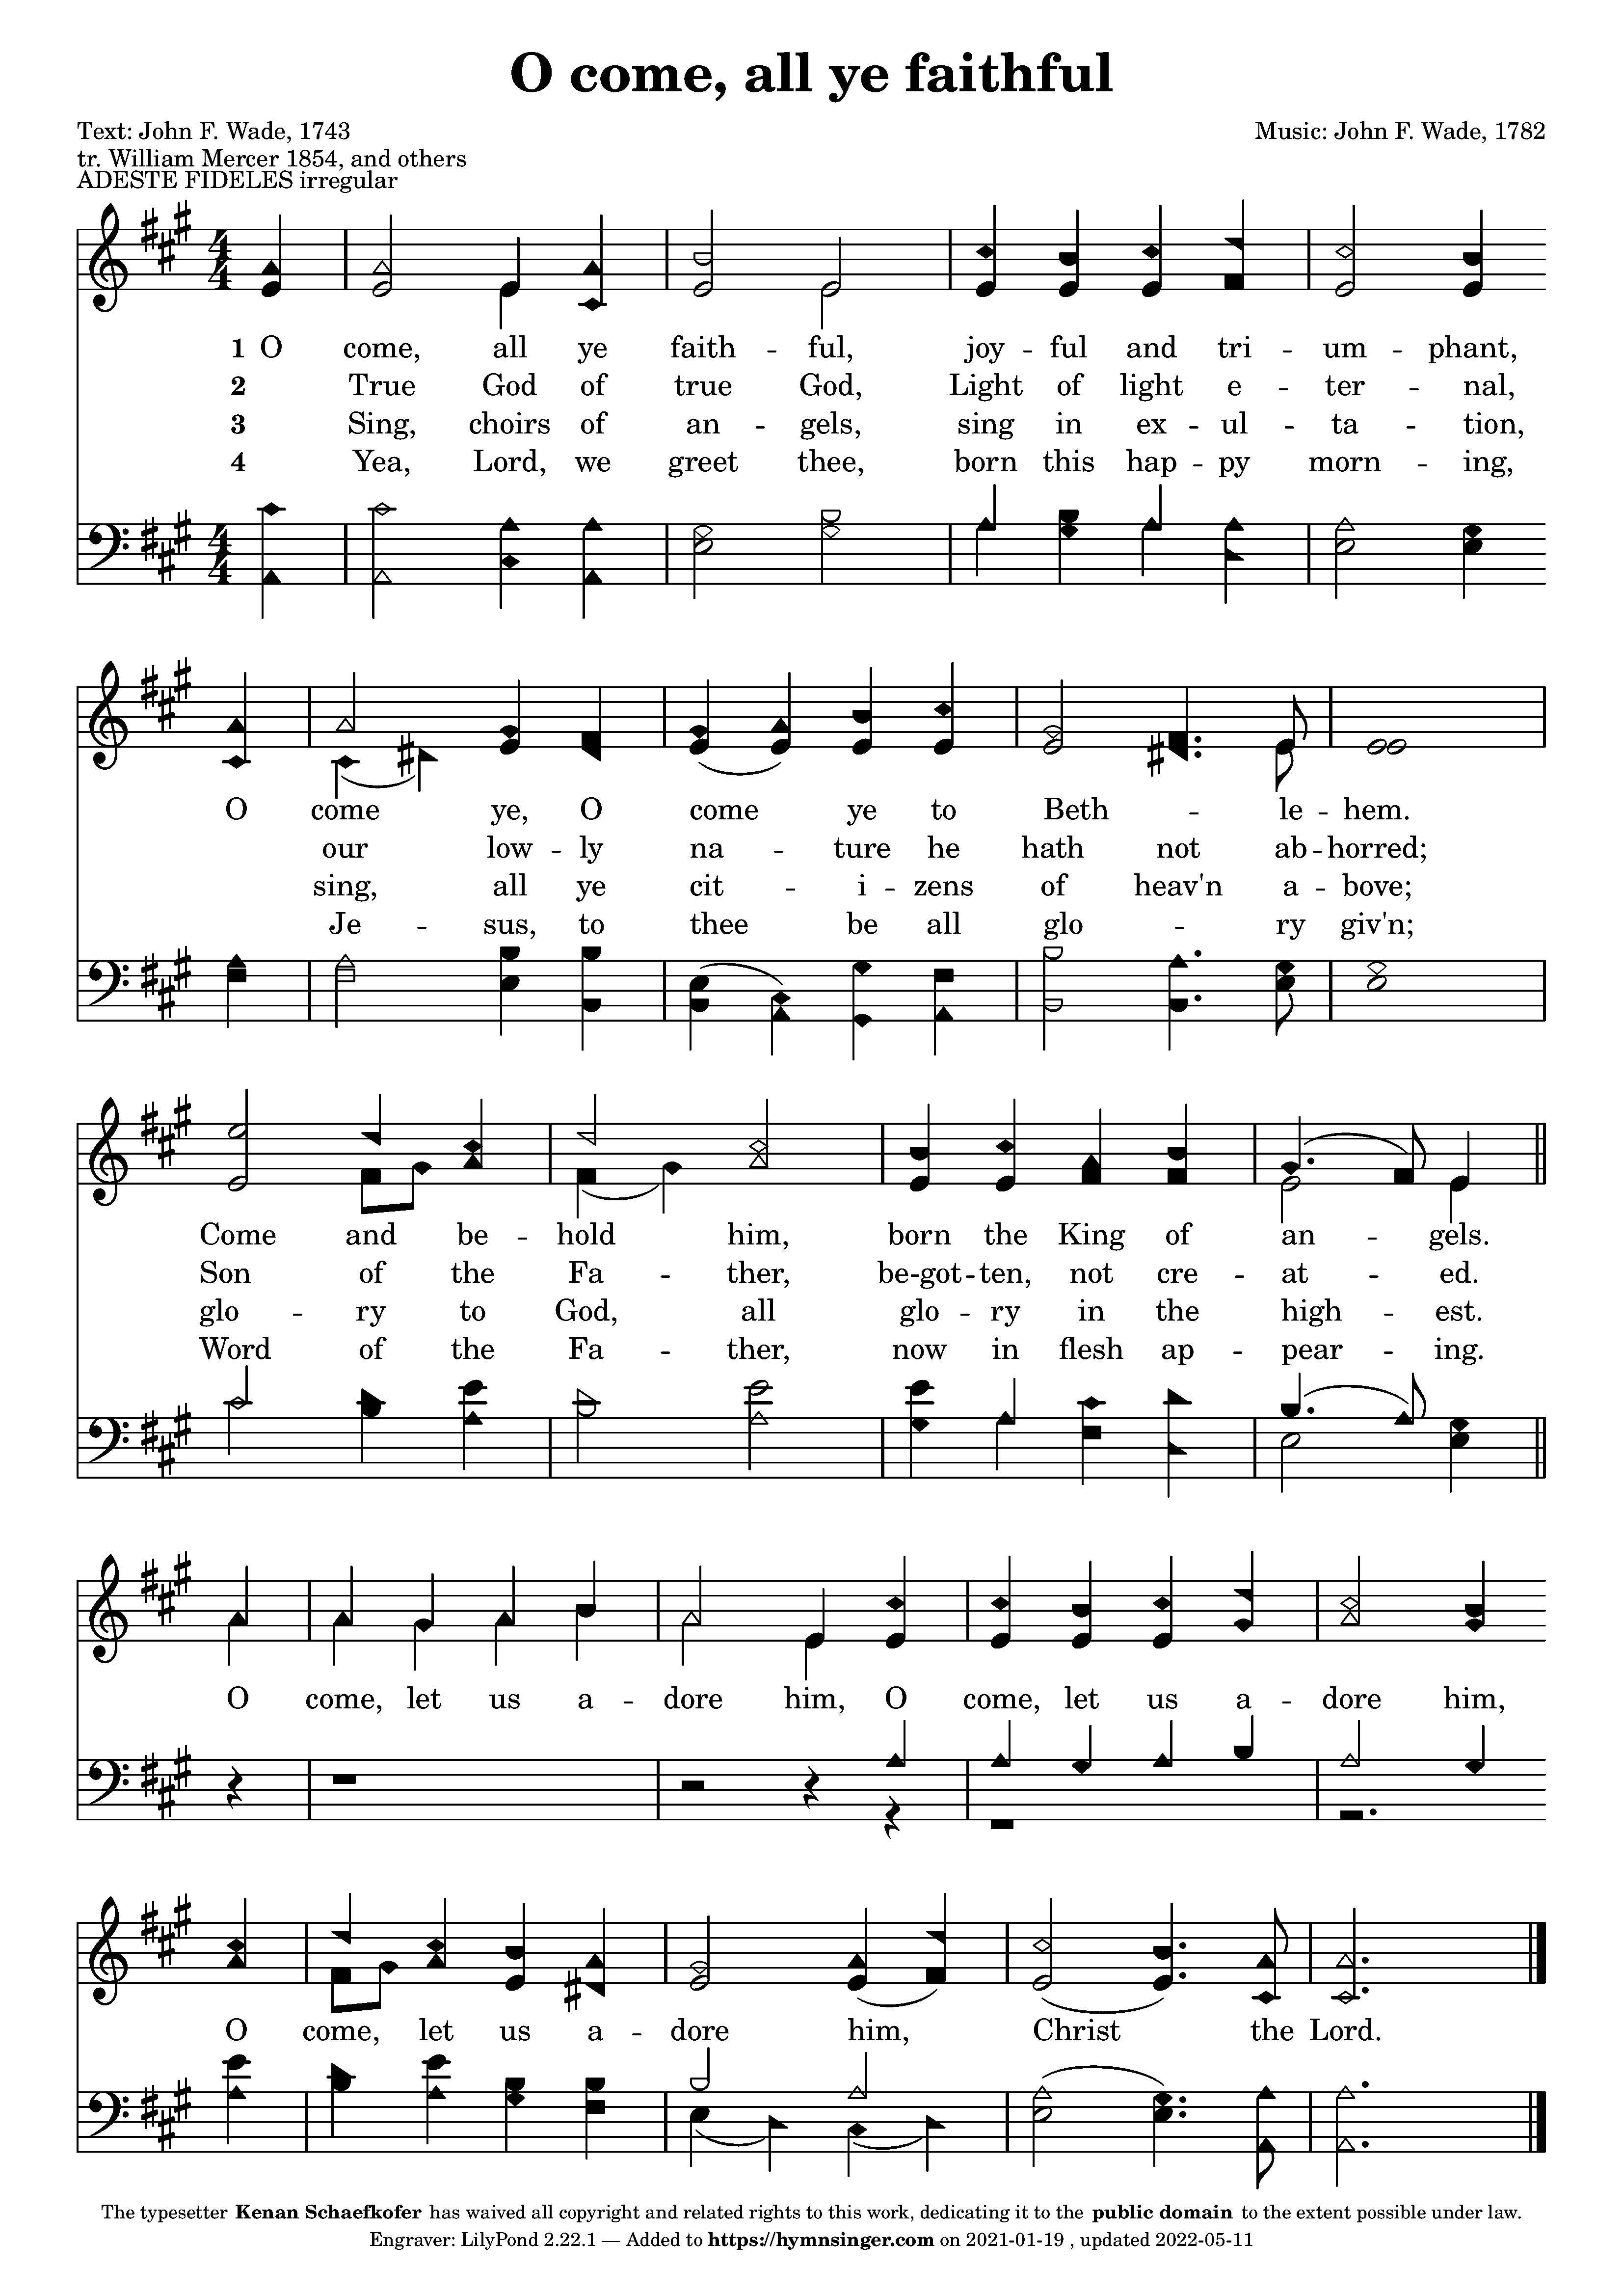 O come, all ye faithful
Text: John F. Wade, 1743
Music: John F. Wade, 1782
tr. William Mercer 1854, and others
ADESTE FIDELES irregular
1 O come, all ye faith - ful, joy - ful and tri - um - phant,
2 True God of true God, Light of light e - ter - nal,
3 Sing, choirs of an - gels, sing in ex - ul - ta - tion,
4 Yea, Lord, we greet thee, born this hap - py morn - ing,
O come ye, O come ye to Beth - le - hem.
our low - ly na - ture he hath not ab - horred;
sing, all ye cit - i - zens of heav'n a - bove;
Je - sus, to thee be all glo - ry giv'n;
Come and be - hold him, born the King of an - gels.
Son of the Fa - ther, be-got - ten, not cre - at - ed.
glo - ry to God, all glo - ry in the high - est.
Word of the Fa - ther, now in flesh ap - pear - ing.
O come, let us a - dore him, O come, let us a - dore him,
O come, let us a - dore him, Christ the Lord.
The typesetter Kenan Schaefkofer has waived all copyright and related rights to this work, dedicating it to the public domain to the extent possible under law.
Engraver: LilyPond 2.22.1 — Added to https://hymnsinger.com on 2021-01-19 , updated 2022-05-11